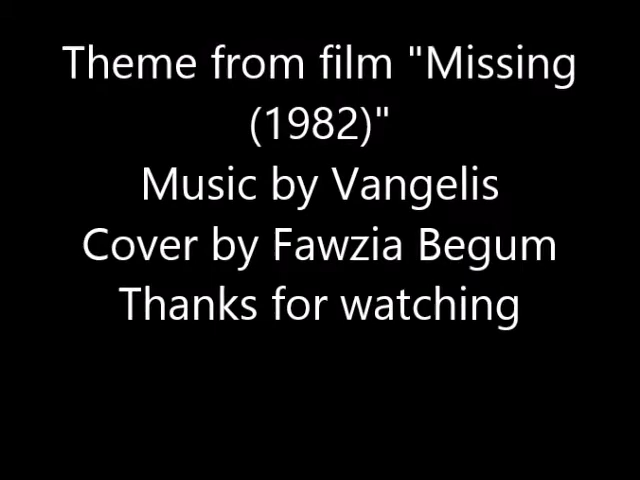 Theme from film "Missing
(1982)"
Music by Vangelis
Cover by Fawzia Begum
Thanks for watching